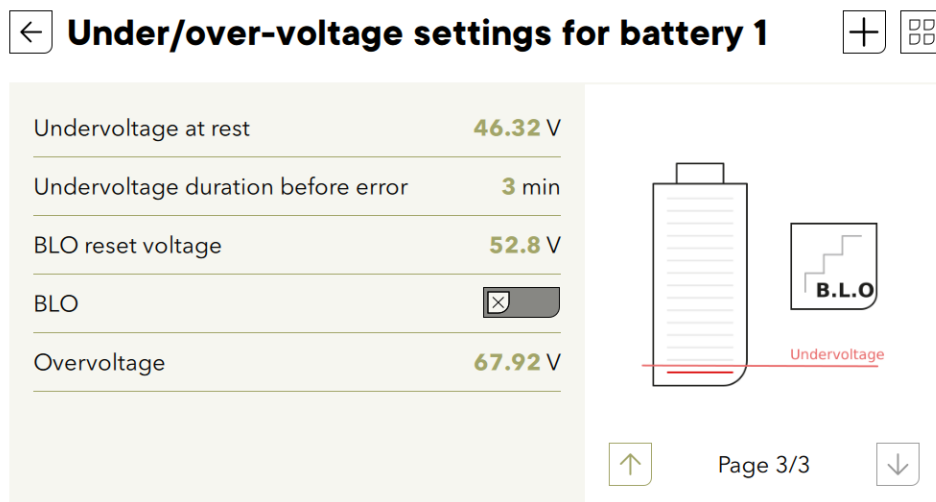 Under/over-voltage settings for battery 1
Undervoltage at rest 46.32 V
Undervoltage duration before error 3 min
BLO reset voltage 52.8 V
BLO
Overvoltage 67.92 V
B.L.O
Undervoltage
Page 3/3